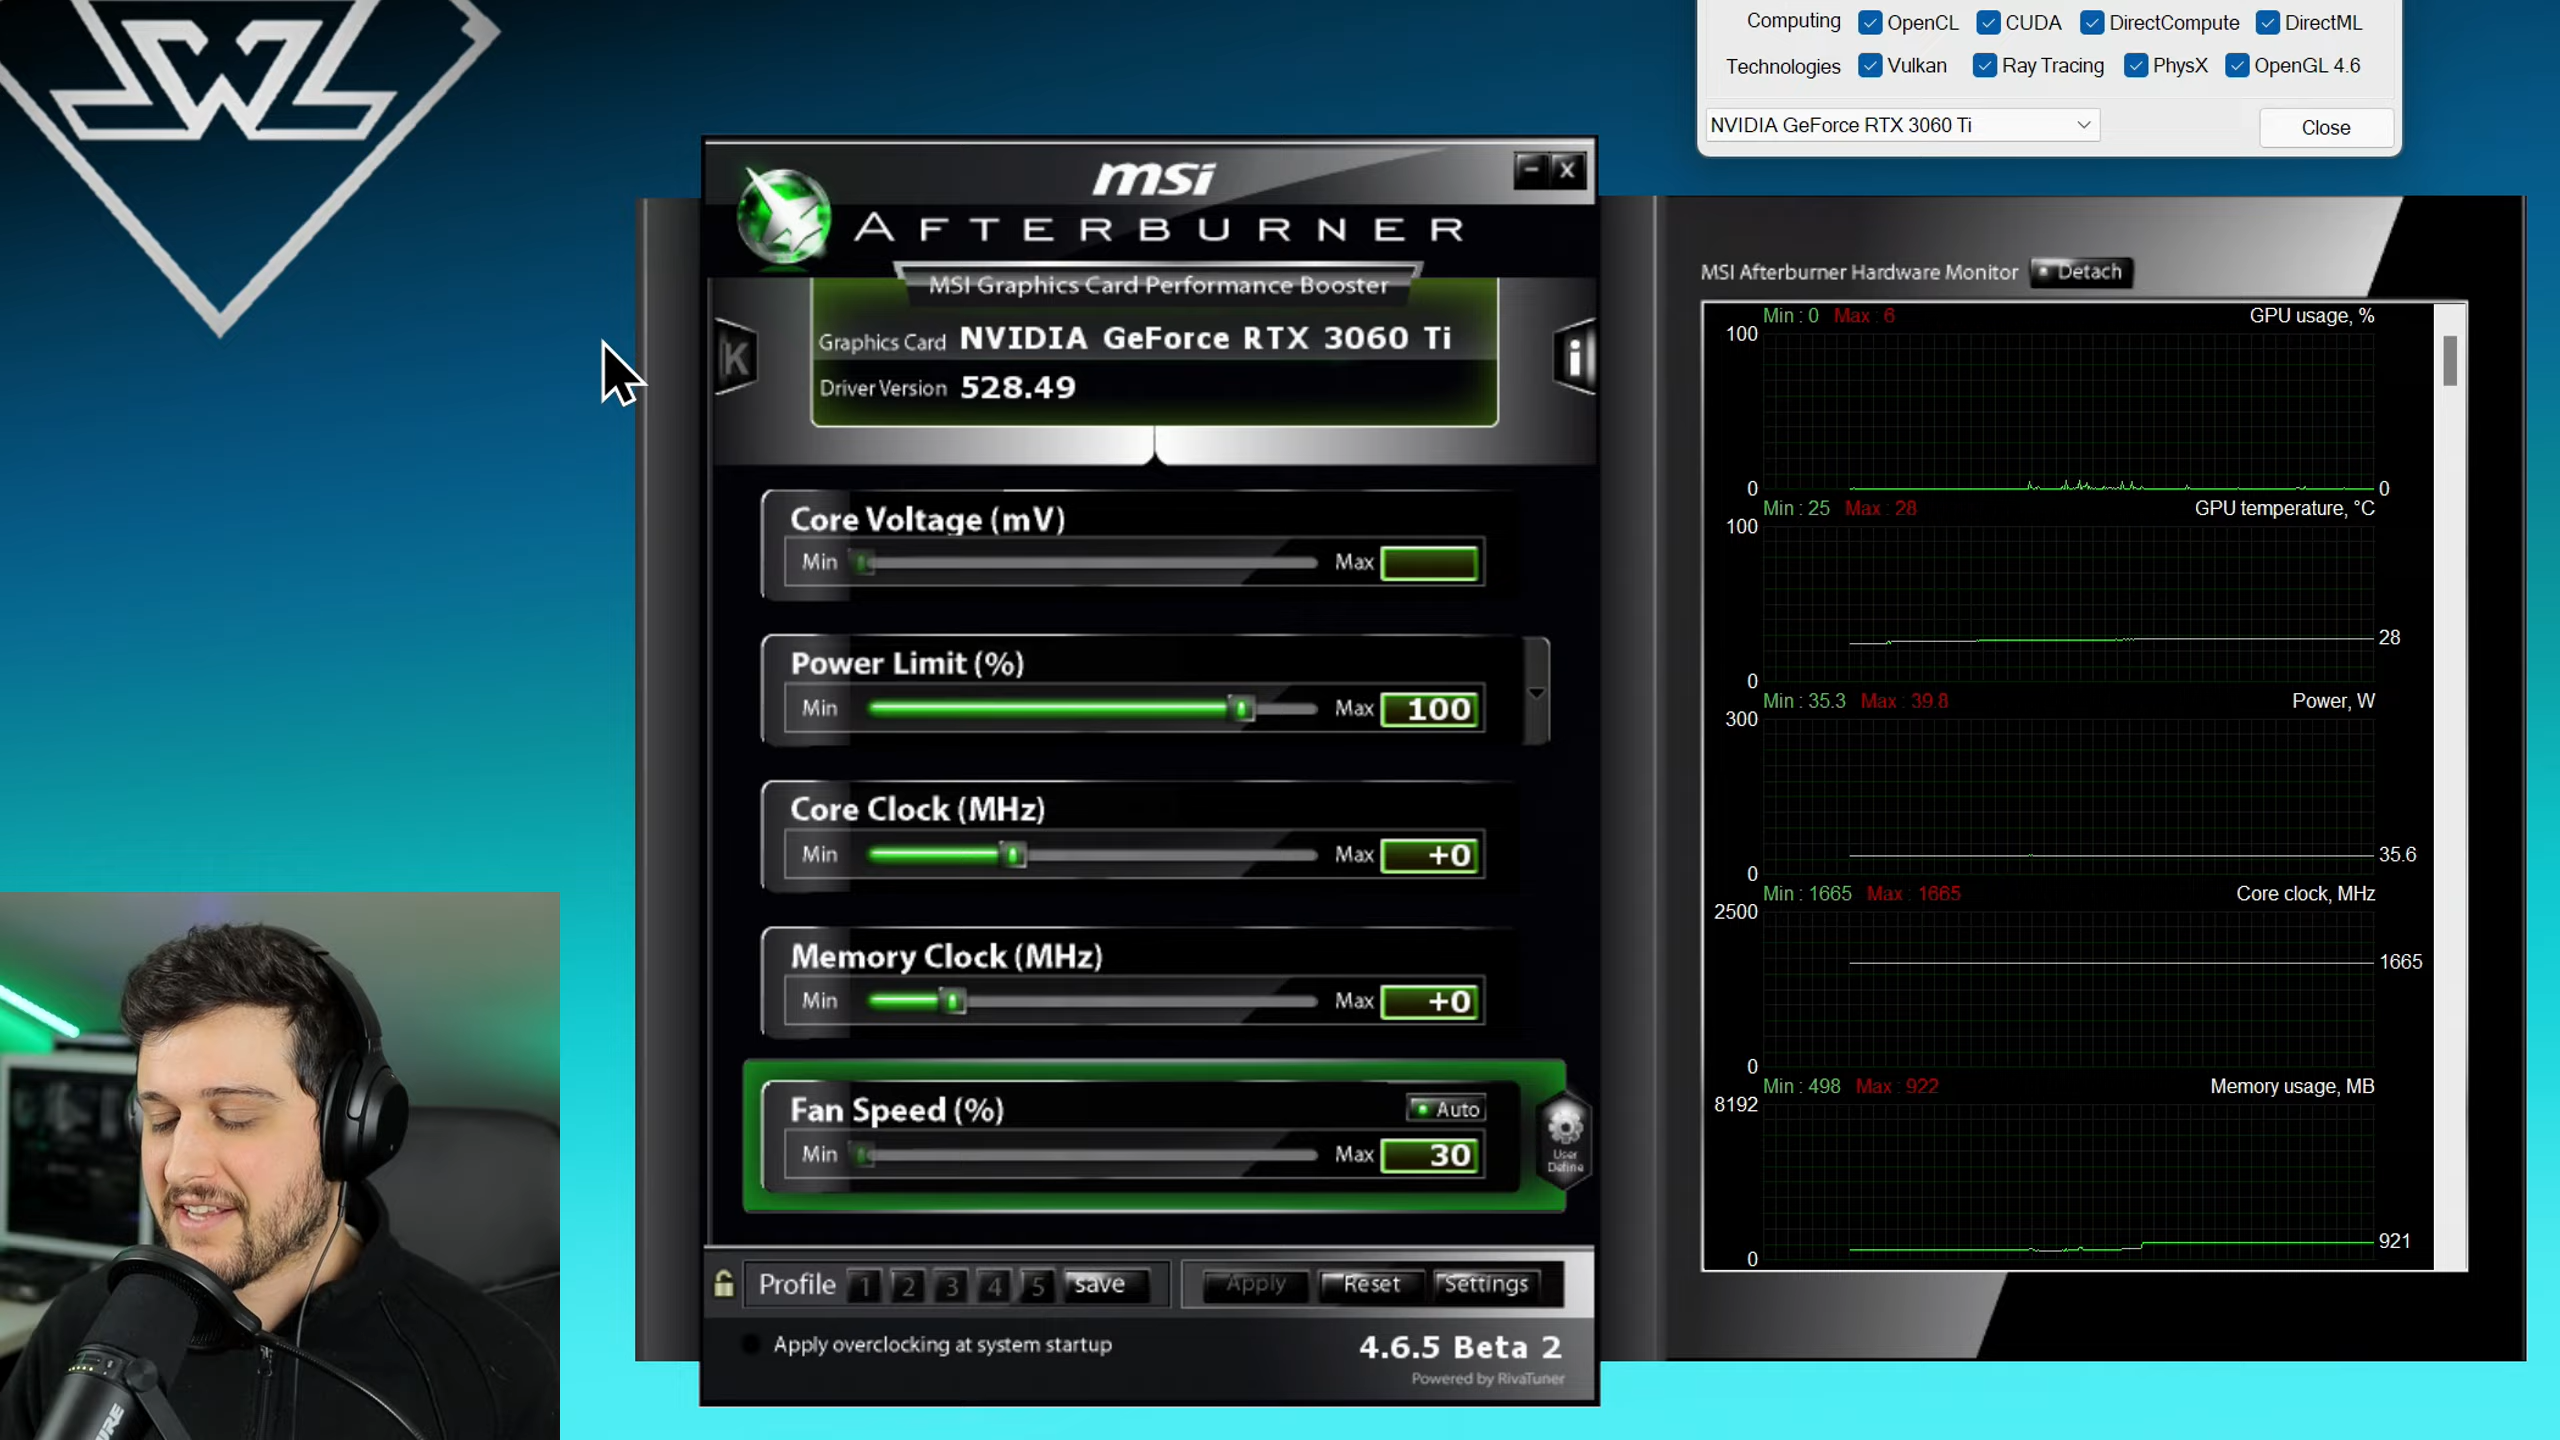 Computing OpenCL CUDA DirectCompute DirectML
Technologies Vulkan Ray Tracing PhysX OpenGL 4.6
NVIDIA GeForce RTX 3060 Ti Close
msi
AFTERBURNER
MSI Graphics Card Performance Booster
K
Graphics Card NVIDIA GeForce RTX 3060 Ti
i
Driver Version 528.49
Core Voltage (mV)
Min Max
Power Limit (%)
Min Max 100
Core Clock (MHz)
Min Max +0
Memory Clock (MHz)
Min Max +0
Fan Speed (%) Auto
Min Max 30
User
Define
Profile 1 2 3 4 5 save Apply Reset Settings
Apply overclocking at system startup 4.6.5 Beta 2
Powered by RivaTuner
MSI Afterburner Hardware Monitor Detach
Min : 0 Max : 6 GPU usage, %
100
0 0
Min : 25 Max : 28 GPU temperature, °C
100
28
0
Min : 35.3 Max : 39.8 Power, W
300
35.6
0
Min : 1665 Max : 1665 Core clock, MHz
2500
1665
0
Min : 498 Max : 922 Memory usage, MB
8192
921
0